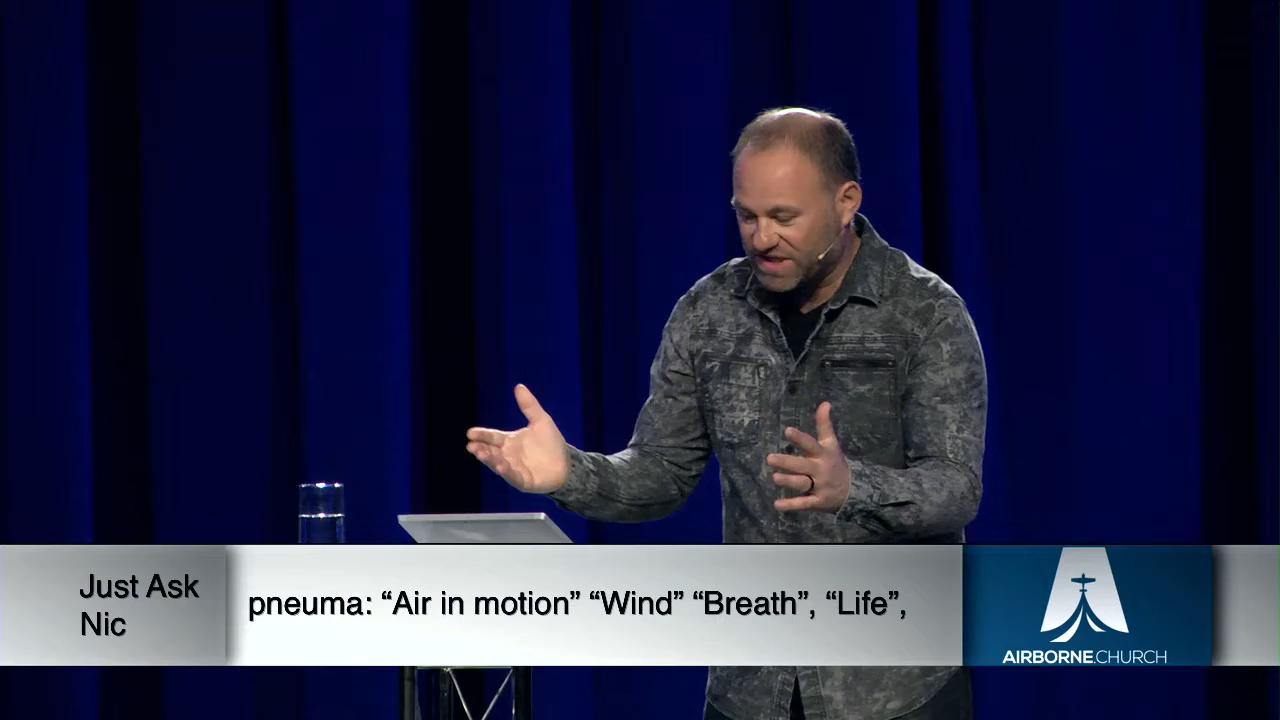 Just Ask
Nic
pneuma: “Air in motion” “Wind” “Breath”, “Life”,
AIRBORNE.CHURCH